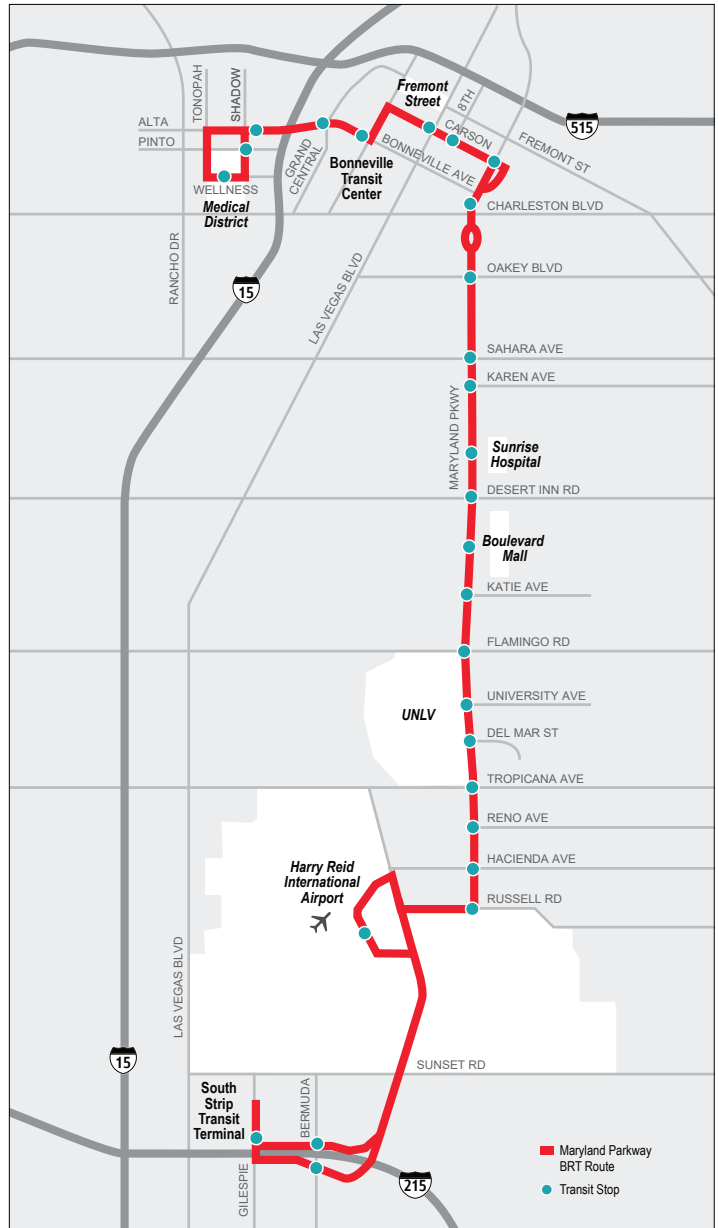 TONOPAH
SHADOW
ALTA
PINTO
WELLNESS
Medical
District
GRAND
CENTRAL
Bonneville
Transit
Center
Fremont
Street
8TH
CARSON
BONNEVILLE AVE
FREMONT ST
515
CHARLESTON BLVD
RANCHO DR
15
LAS VEGAS BLVD
OAKEY BLVD
SAHARA AVE
KAREN AVE
MARYLAND PKWY
Sunrise
Hospital
DESERT INN RD
Boulevard
Mall
KATIE AVE
FLAMINGO RD
UNLV
UNIVERSITY AVE
DEL MAR ST
TROPICANA AVE
RENO AVE
HACIENDA AVE
Harry Reid
International
Airport
RUSSELL RD
LAS VEGAS BLVD
15
SUNSET RD
South
Strip
Transit
Terminal
BERMUDA
GILESPIE
215
Maryland Parkway
BRT Route
Transit Stop